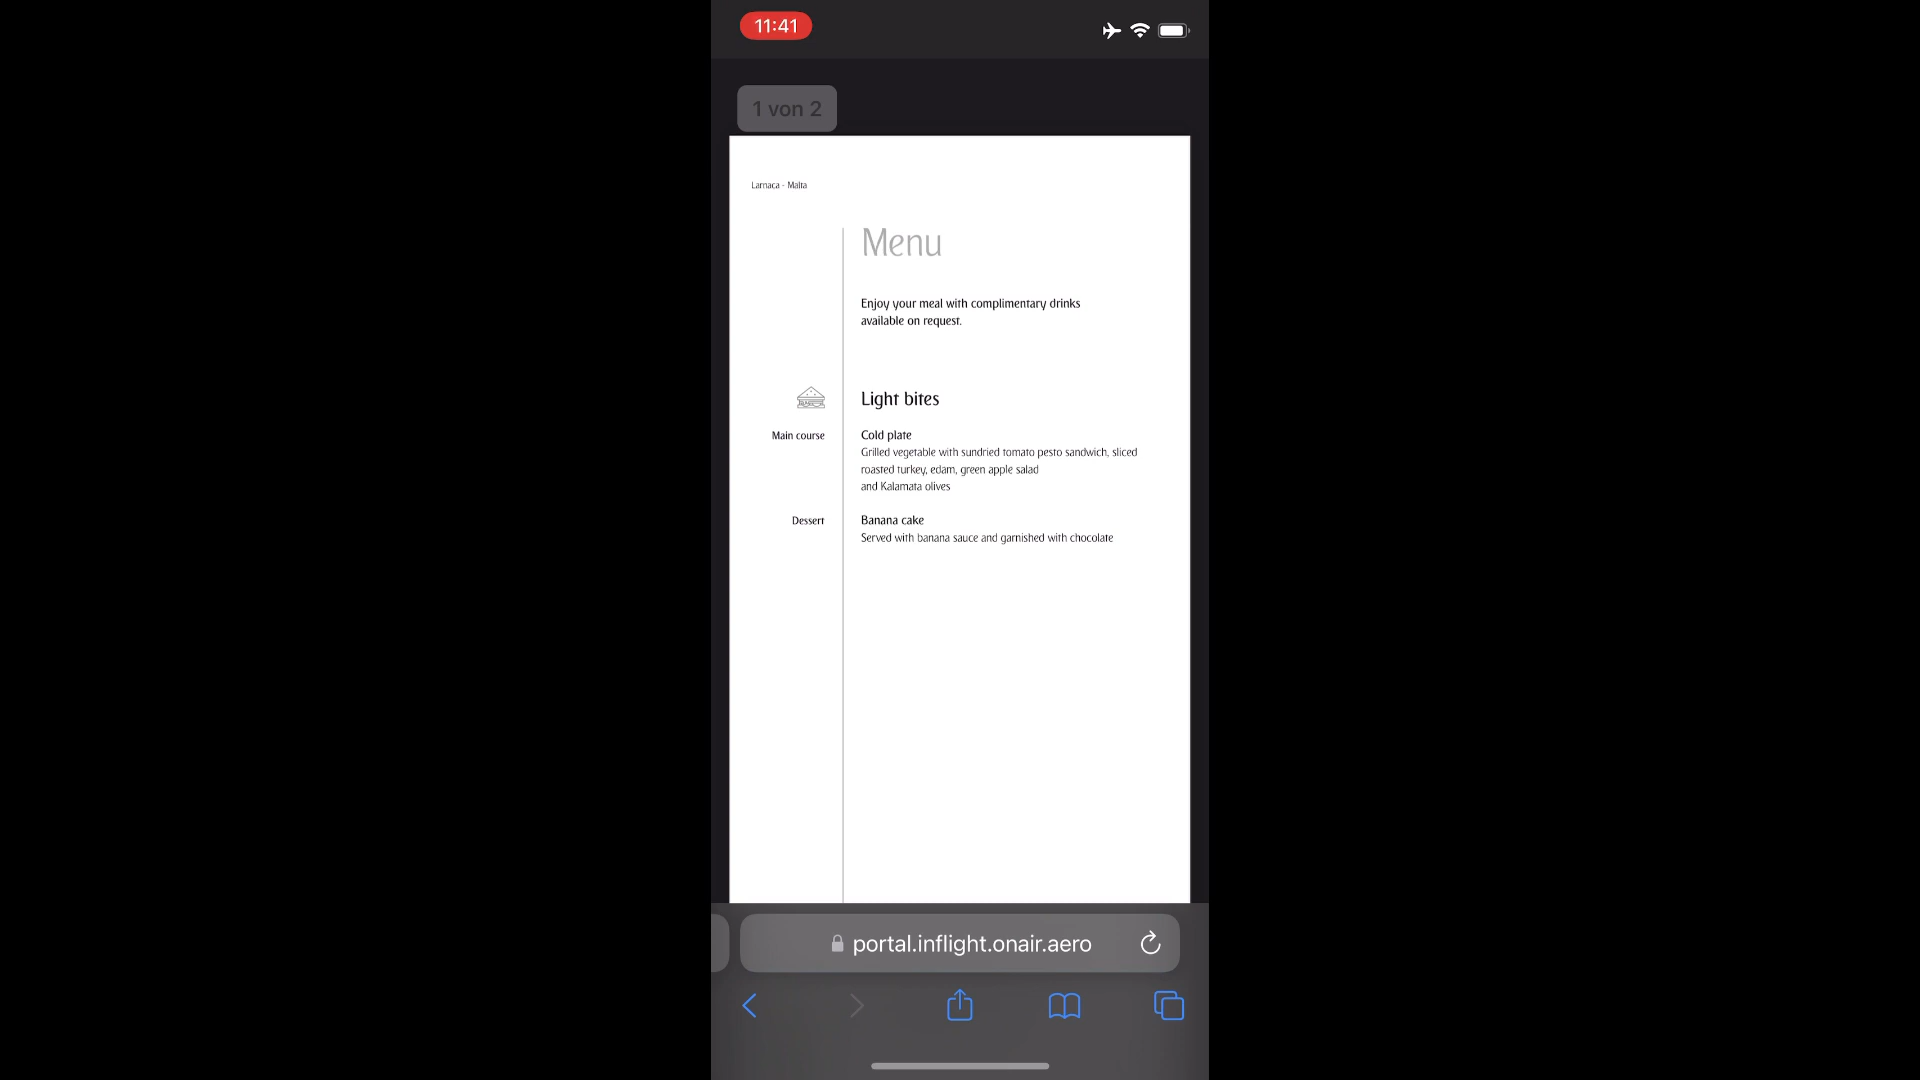 11:41
1 von 2
Larnaca - Malta
Menu
Enjoy your meal with complimentary drinks
available on request.
Light bites
Main course
Cold plate
Grilled vegetable with sundried tomato pesto sandwich, sliced
roasted turkey, edam, green apple salad
and Kalamata olives
Dessert
Banana cake
Served with banana sauce and garnished with chocolate
portal.inflight.onair.aero